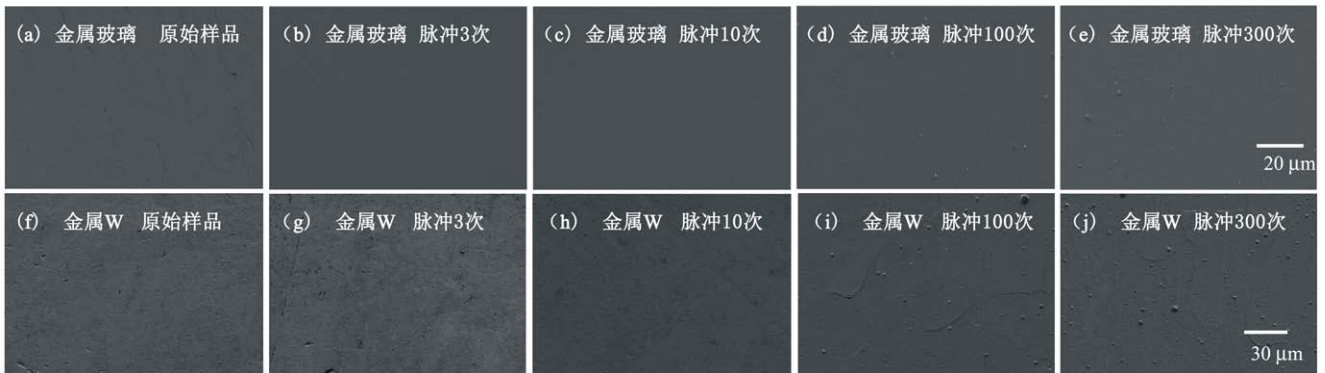 (a) 金属玻璃 原始样品
(b) 金属玻璃 脉冲3次
(c) 金属玻璃 脉冲10次
(d) 金属玻璃 脉冲100次
(e) 金属玻璃 脉冲300次
20 μm
(f) 金属W 原始样品
(g) 金属W 脉冲3次
(h) 金属W 脉冲10次
(i) 金属W 脉冲100次
(j) 金属W 脉冲300次
30 μm